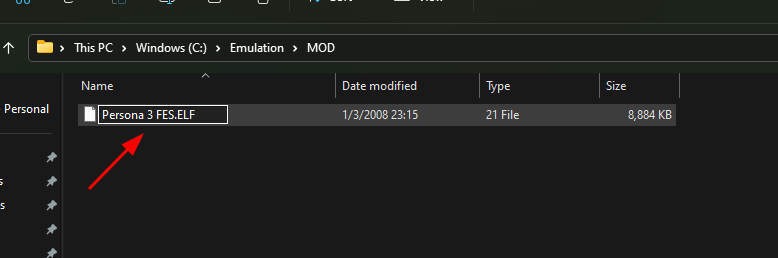 This PC > Windows (C:) > Emulation > MOD
Name Date modified Type Size
Personal
Persona 3 FES.ELF 1/3/2008 23:15 21 File 8,884 KB
s
s